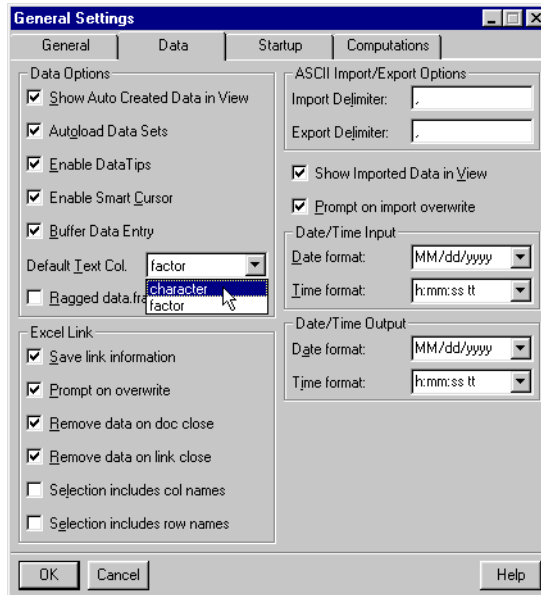 General Settings
General Data Startup Computations
Data Options
Show Auto Created Data in View
Autoload Data Sets
Enable DataTips
Enable Smart Cursor
Buffer Data Entry
Default Text Col. factor
character
factor
Ragged data.fra
Excel Link
Save link information
Prompt on overwrite
Remove data on doc close
Remove data on link close
Selection includes col names
Selection includes row names
ASCII Import/Export Options
Import Delimiter: ,
Export Delimiter: ,
Show Imported Data in View
Prompt on import overwrite
Date/Time Input
Date format: MM/dd/yyyy
Time format: h:mm:ss tt
Date/Time Output
Date format: MM/dd/yyyy
Time format: h:mm:ss tt
OK Cancel Help